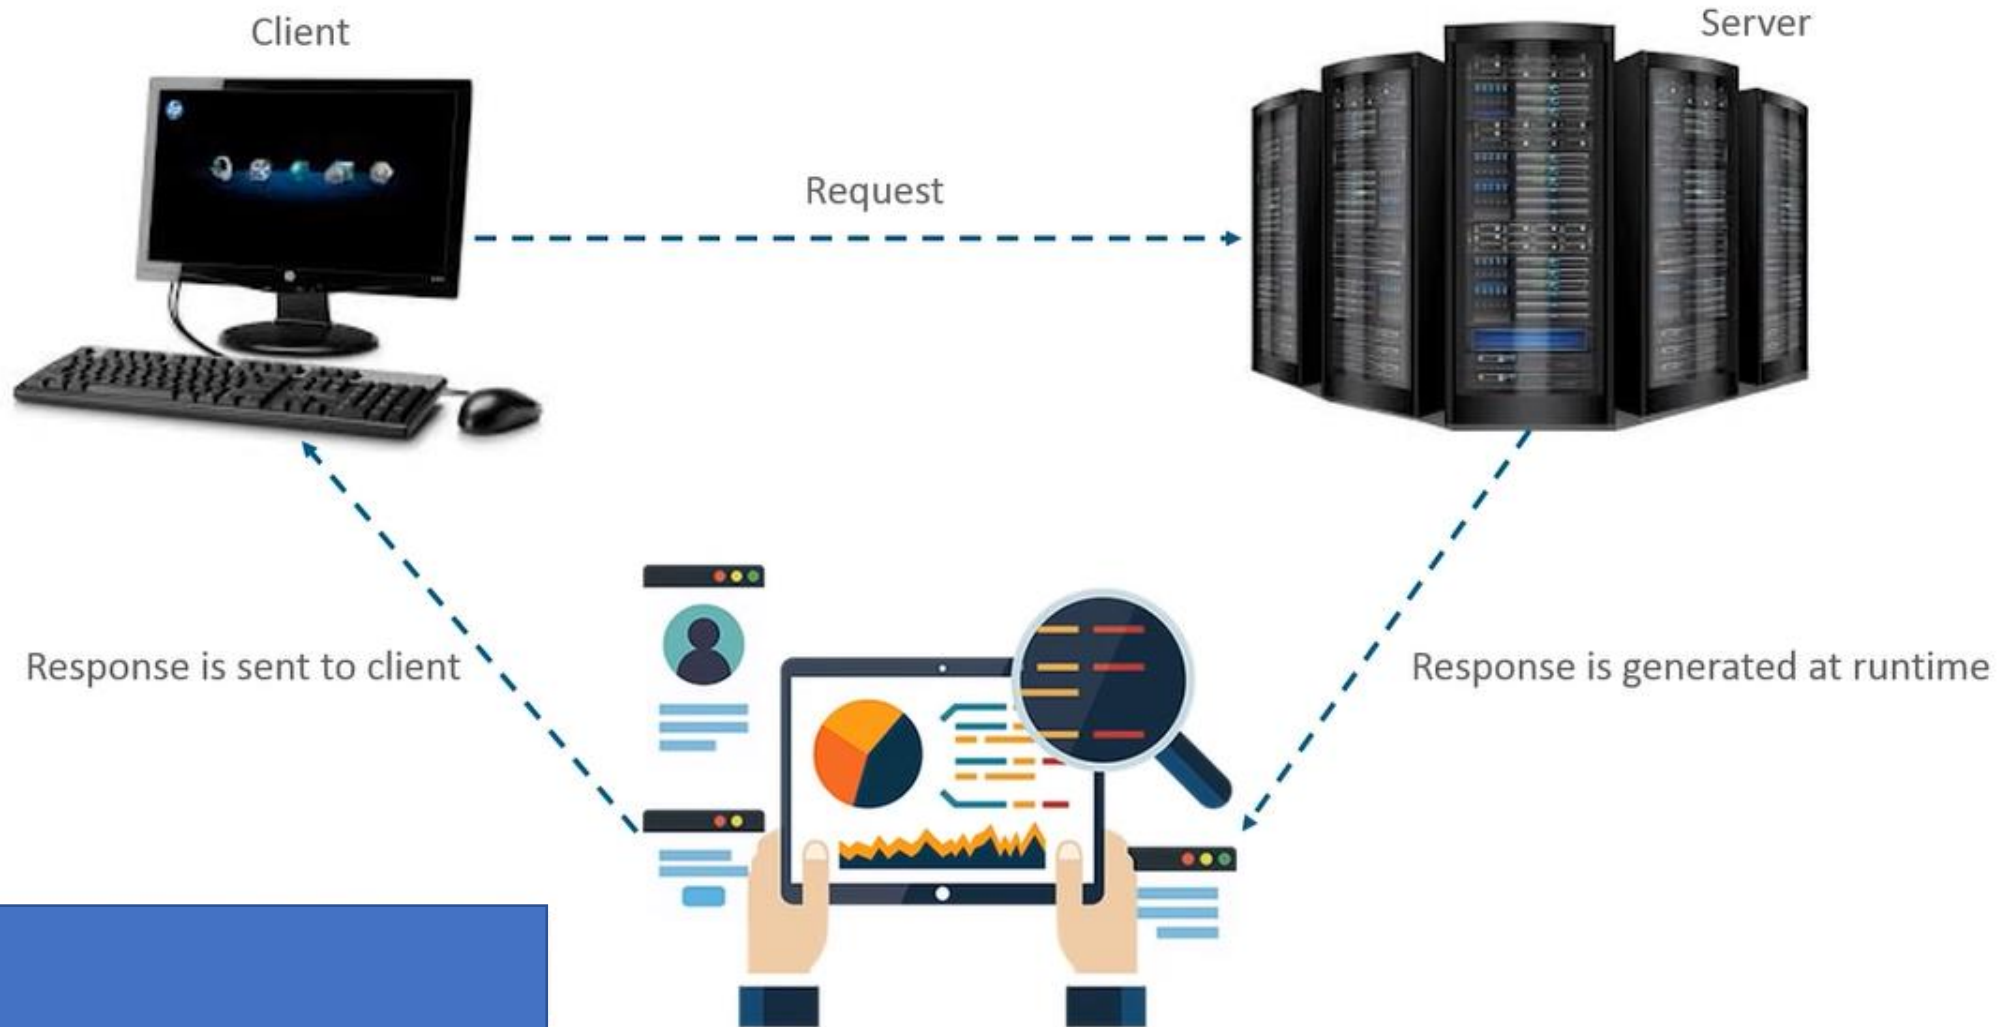 Client
Server
Request
Response is sent to client
Response is generated at runtime